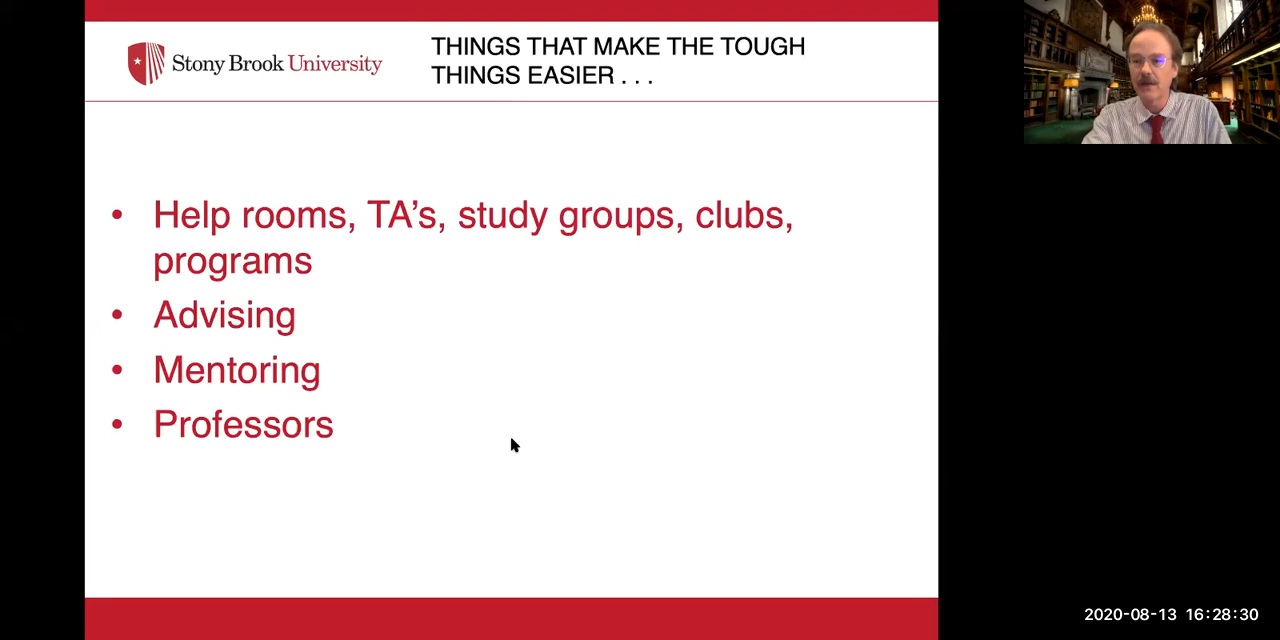 Stony Brook University
THINGS THAT MAKE THE TOUGH
THINGS EASIER . . .
• Help rooms, TA’s, study groups, clubs,
programs
• Advising
• Mentoring
• Professors
2020-08-13 16:28:30